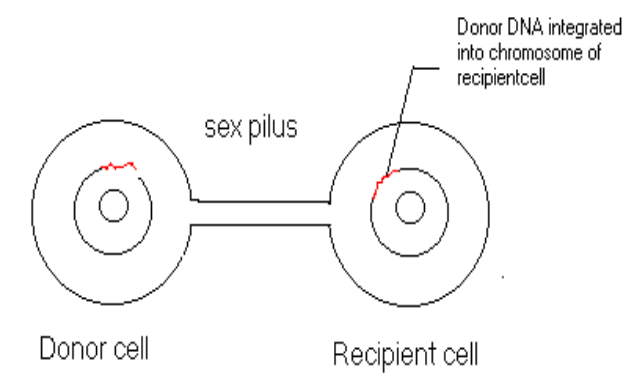 Donor DNA integrated
into chromosome of
recipientcell
sex pilus
Donor cell
Recipient cell